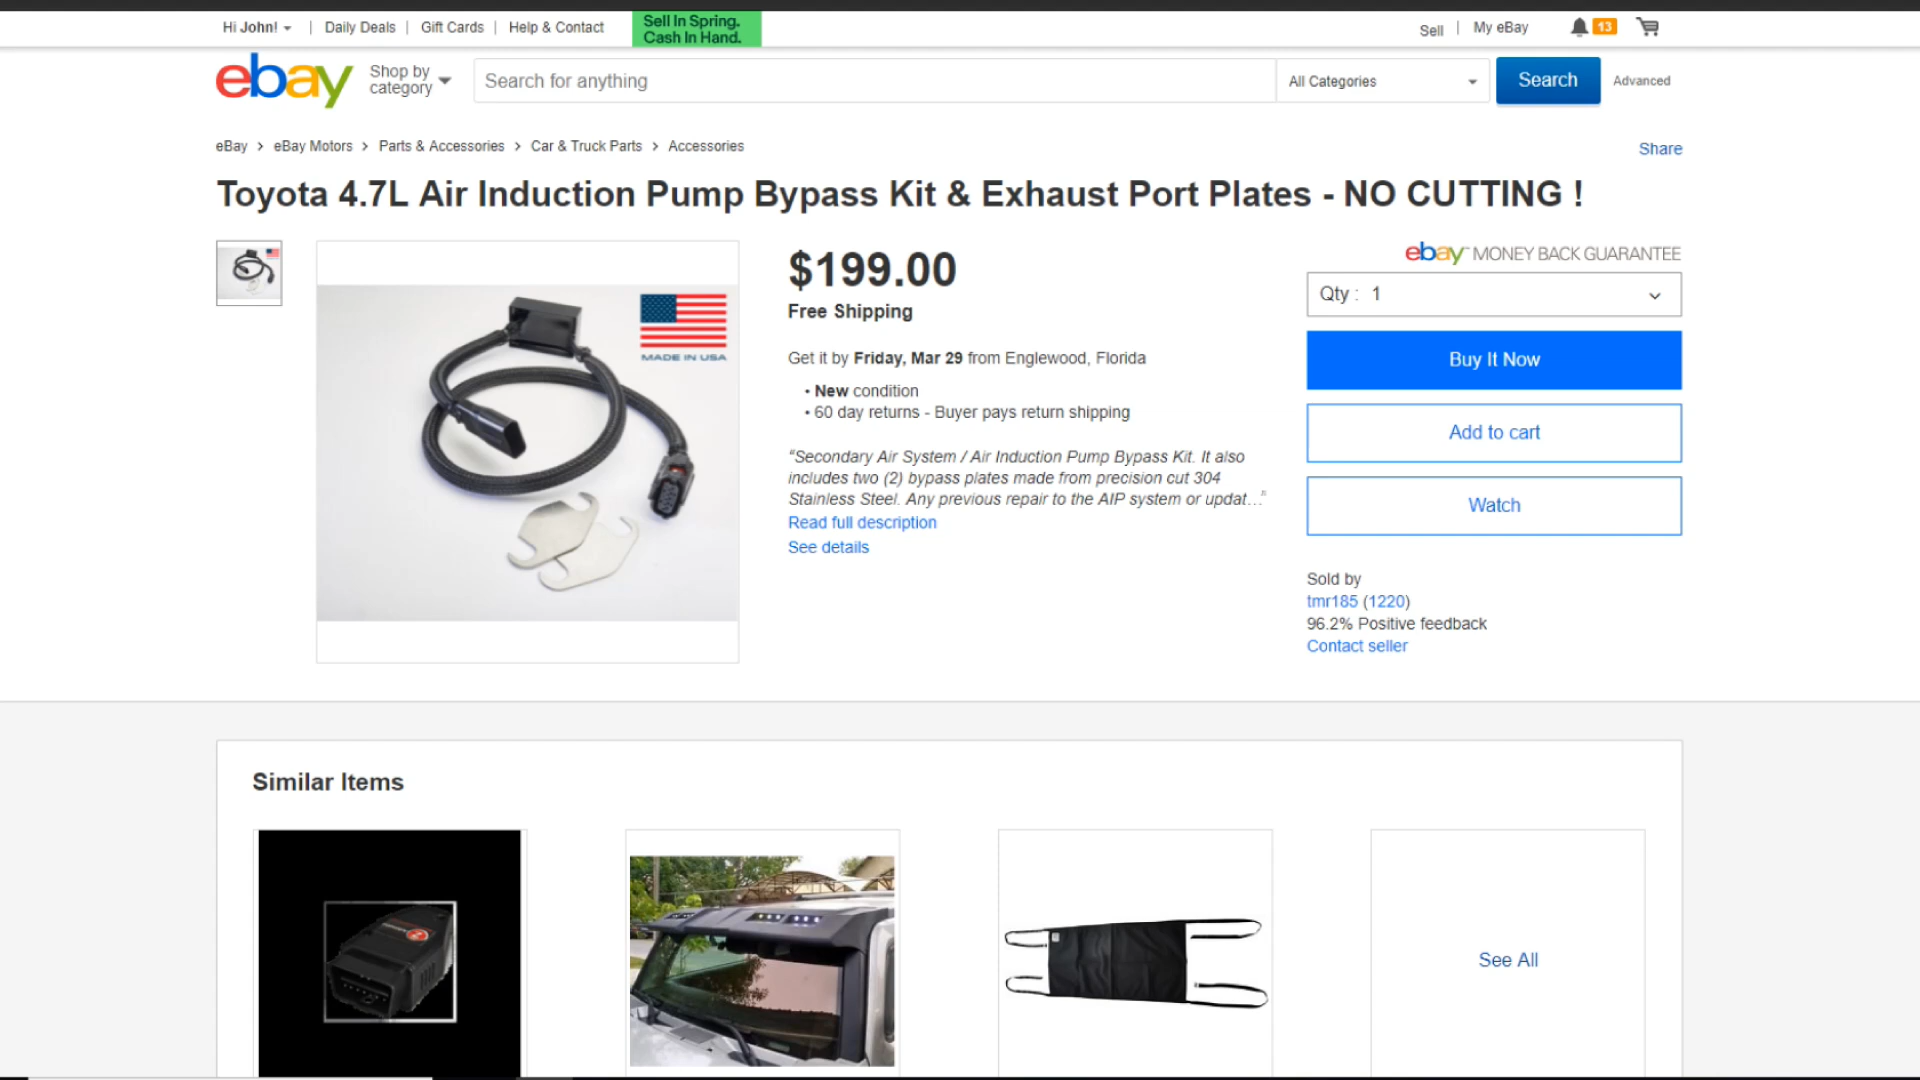 Hi John!
Daily Deals
Gift Cards
Help & Contact
Sell In Spring.
Cash In Hand.
Sell
My eBay
13
ebay
Shop by
category
Search for anything
All Categories
Search
Advanced
eBay > eBay Motors > Parts & Accessories > Car & Truck Parts > Accessories
Share
Toyota 4.7L Air Induction Pump Bypass Kit & Exhaust Port Plates - NO CUTTING !
MADE IN USA
$199.00
Free Shipping
Get it by Friday, Mar 29 from Englewood, Florida
• New condition
• 60 day returns - Buyer pays return shipping
“Secondary Air System / Air Induction Pump Bypass Kit. It also
includes two (2) bypass plates made from precision cut 304
Stainless Steel. Any previous repair to the AIP system or updat…”
Read full description
See details
ebay MONEY BACK GUARANTEE
Qty : 1
Buy It Now
Add to cart
Watch
Sold by
tmr185 (1220)
96.2% Positive feedback
Contact seller
Similar Items
See All